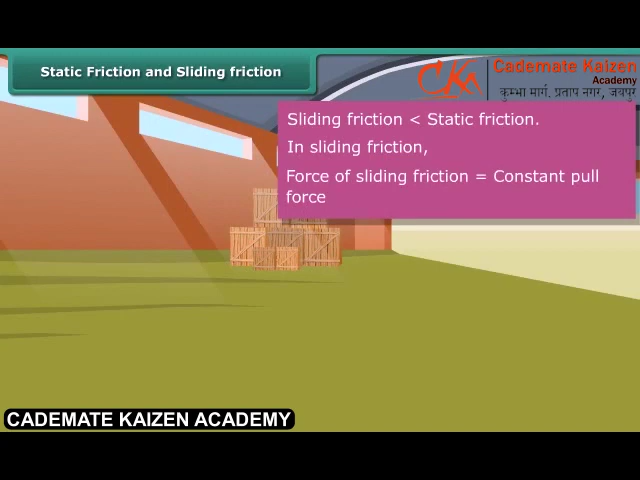 Static Friction and Sliding friction
CKA
Cademate Kaizen
Academy
कुम्भा मार्ग, प्रताप नगर, जयपुर
Sliding friction < Static friction.
In sliding friction,
Force of sliding friction = Constant pull
force
CADEMATE KAIZEN ACADEMY